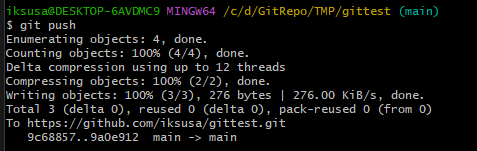 iksusa@DESKTOP-6AVDMC9 MINGW64 /c/d/GitRepo/TMP/gittest (main)
$ git push
Enumerating objects: 4, done.
Counting objects: 100% (4/4), done.
Delta compression using up to 12 threads
Compressing objects: 100% (2/2), done.
Writing objects: 100% (3/3), 276 bytes | 276.00 KiB/s, done.
Total 3 (delta 0), reused 0 (delta 0), pack-reused 0 (from 0)
To https://github.com/iksusa/gittest.git
   9c68857..9a0e912  main -> main